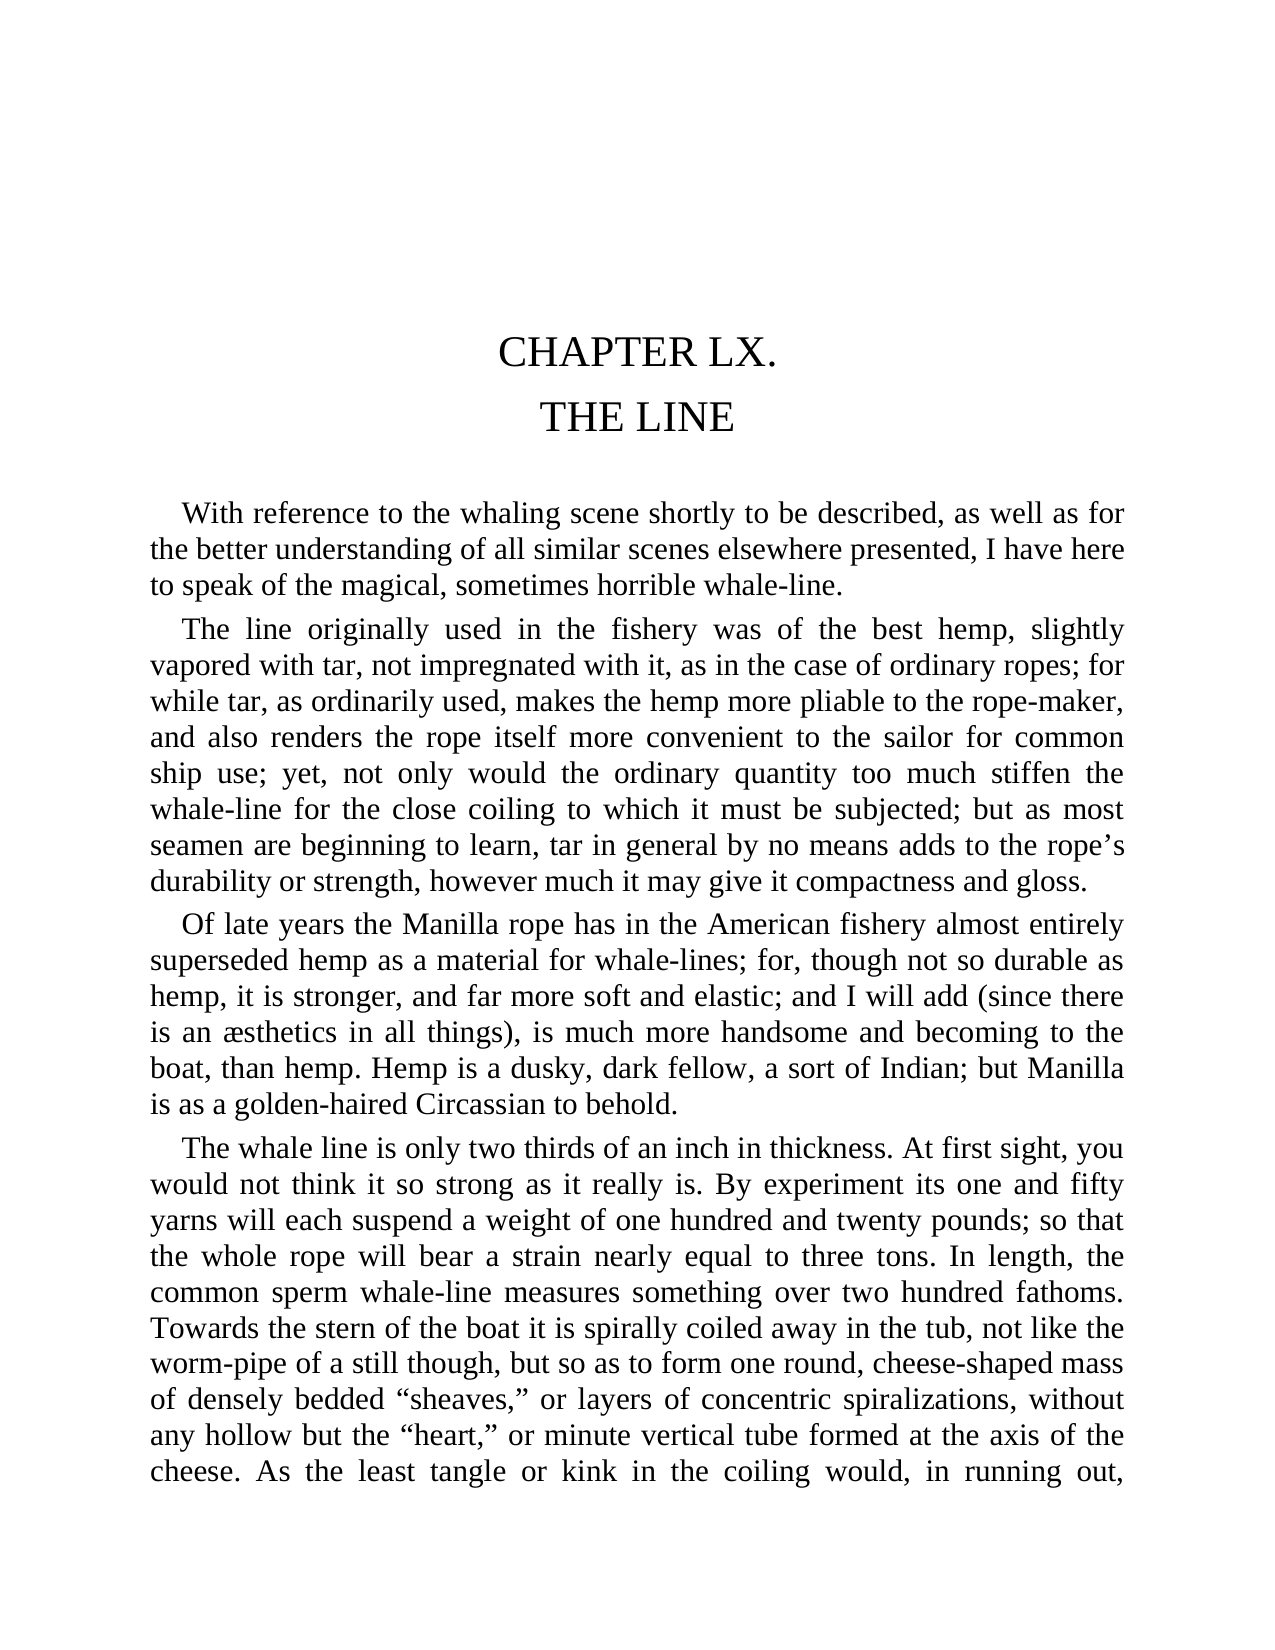 CHAPTER LX.
THE LINE
With reference to the whaling scene shortly to be described, as well as for
the better understanding of all similar scenes elsewhere presented, I have here
to speak of the magical, sometimes horrible whale-line.
The line originally used in the fishery was of the best hemp, slightly
vapored with tar, not impregnated with it, as in the case of ordinary ropes; for
while tar, as ordinarily used, makes the hemp more pliable to the rope-maker,
and also renders the rope itself more convenient to the sailor for common
ship use; yet, not only would the ordinary quantity too much stiffen the
whale-line for the close coiling to which it must be subjected; but as most
seamen are beginning to learn, tar in general by no means adds to the rope’s
durability or strength, however much it may give it compactness and gloss.
Of late years the Manilla rope has in the American fishery almost entirely
superseded hemp as a material for whale-lines; for, though not so durable as
hemp, it is stronger, and far more soft and elastic; and I will add (since there
is an æsthetics in all things), is much more handsome and becoming to the
boat, than hemp. Hemp is a dusky, dark fellow, a sort of Indian; but Manilla
is as a golden-haired Circassian to behold.
The whale line is only two thirds of an inch in thickness. At first sight, you
would not think it so strong as it really is. By experiment its one and fifty
yarns will each suspend a weight of one hundred and twenty pounds; so that
the whole rope will bear a strain nearly equal to three tons. In length, the
common sperm whale-line measures something over two hundred fathoms.
Towards the stern of the boat it is spirally coiled away in the tub, not like the
worm-pipe of a still though, but so as to form one round, cheese-shaped mass
of densely bedded “sheaves,” or layers of concentric spiralizations, without
any hollow but the “heart,” or minute vertical tube formed at the axis of the
cheese. As the least tangle or kink in the coiling would, in running out,